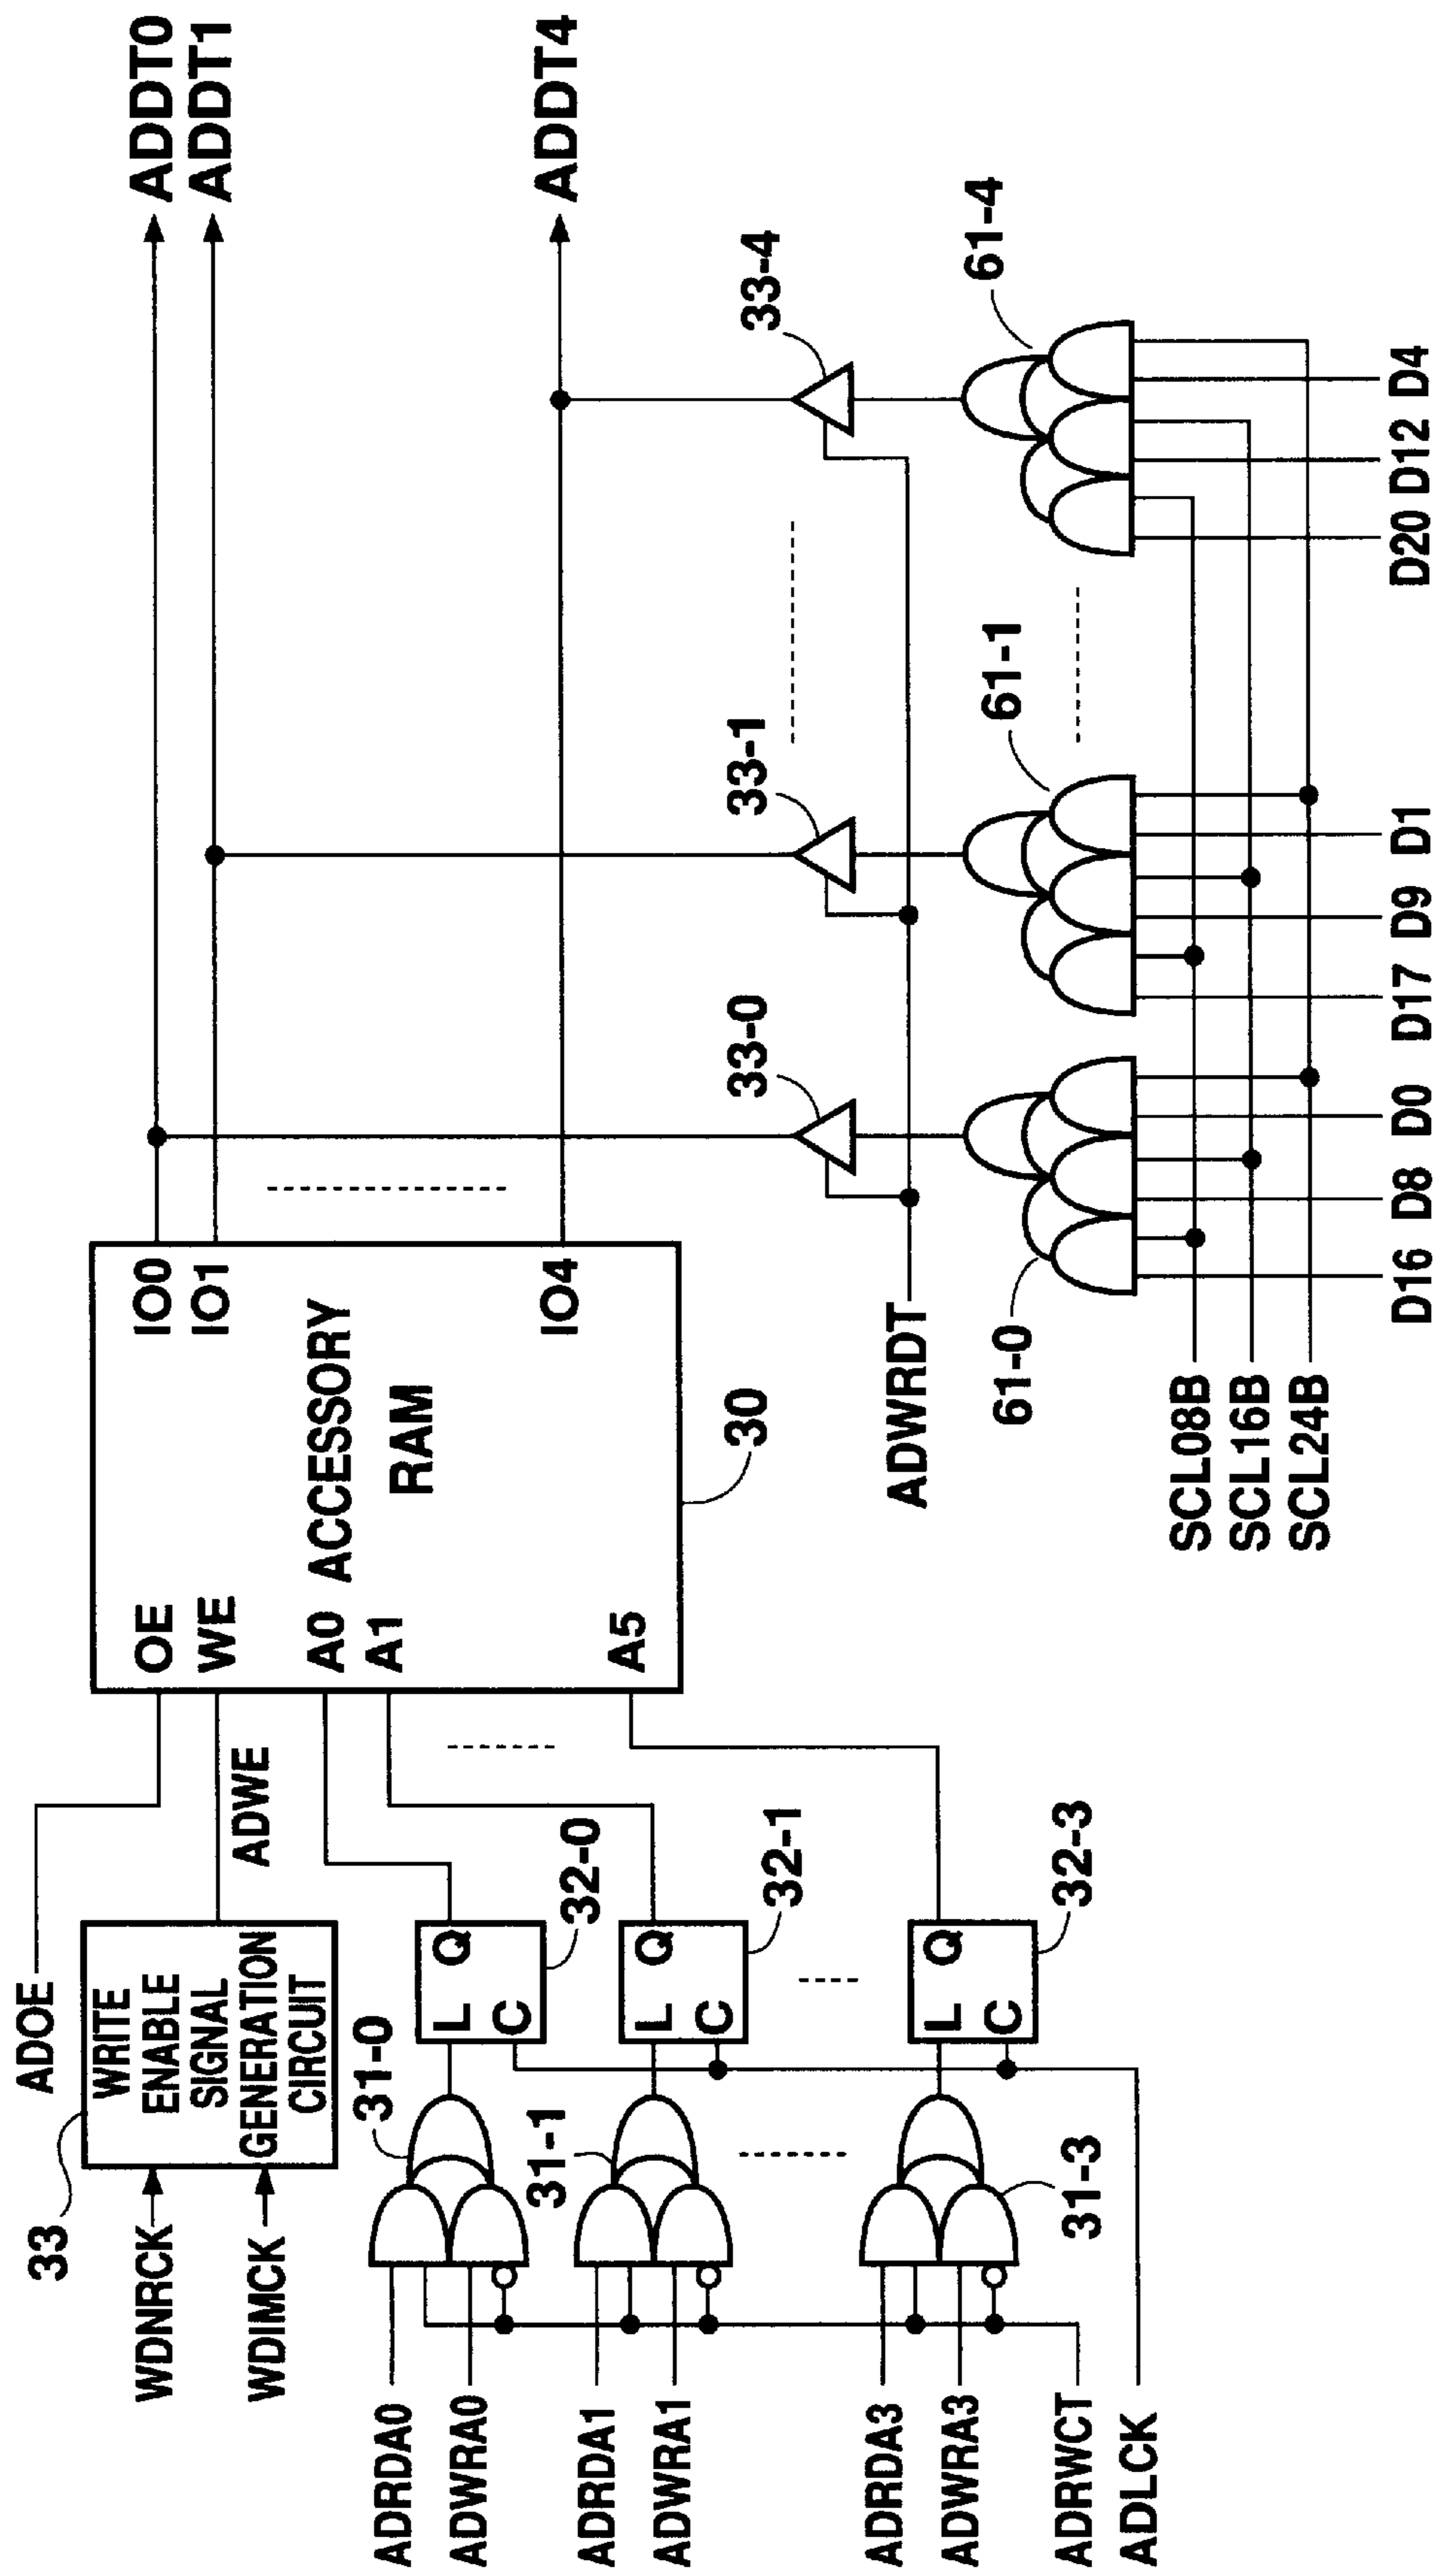 ADOE
33
WRITE
ENABLE
SIGNAL
GENERATION
CIRCUIT
WDNRCK
WDIMCK
ADWE
OE
WE
A0
A1
A5
ACCESSORY
RAM
IO0
IO1
IO4
30
ADDT0
ADDT1
ADDT4
31-0
L
Q
C
32-0
31-1
L
Q
C
32-1
31-3
L
Q
C
32-3
ADRDA0
ADWRA0
ADRDA1
ADWRA1
ADRDA3
ADWRA3
ADRWCT
ADLCK
33-0
33-1
33-4
ADWRDT
61-0
61-1
61-4
SCL08B
SCL16B
SCL24B
D16
D8
D0
D17
D9
D1
D20
D12
D4